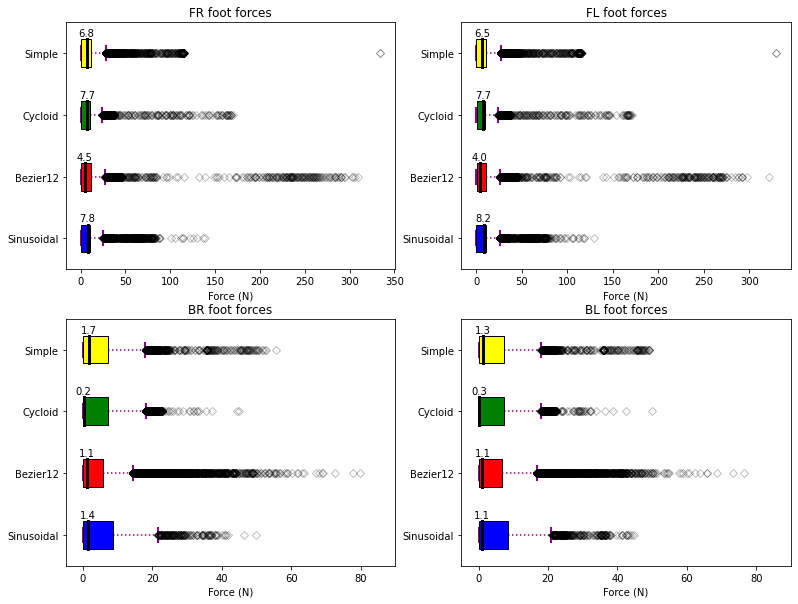 FR foot forces
FL foot forces
Simple
6.8
Cycloid
7.7
Bezier12
4.5
Sinusoidal
7.8
0 50 100 150 200 250 300 350
Force (N)
Simple
6.5
Cycloid
7.7
Bezier12
4.0
Sinusoidal
8.2
0 50 100 150 200 250 300
Force (N)
BR foot forces
BL foot forces
Simple
1.7
Cycloid
0.2
Bezier12
1.1
Sinusoidal
1.4
0 20 40 60 80
Force (N)
Simple
1.3
Cycloid
0.3
Bezier12
1.1
Sinusoidal
1.1
0 20 40 60 80
Force (N)